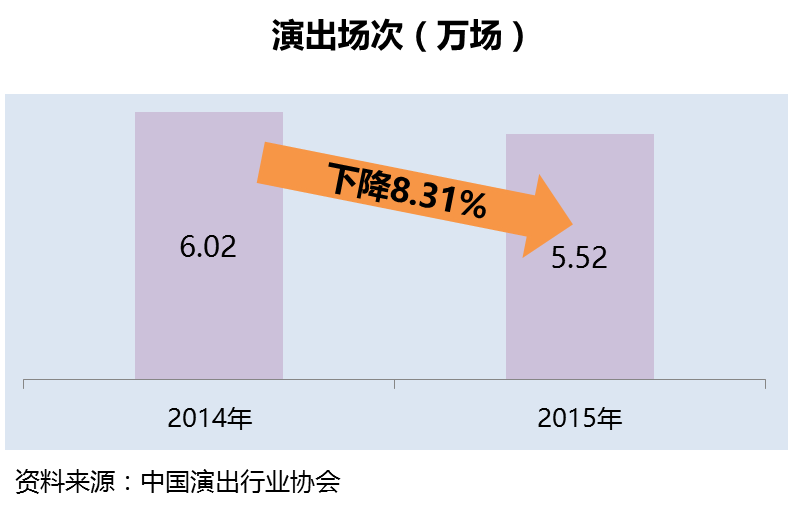 演出场次（万场）
下降8.31%
6.02
5.52
2014年
2015年
资料来源：中国演出行业协会